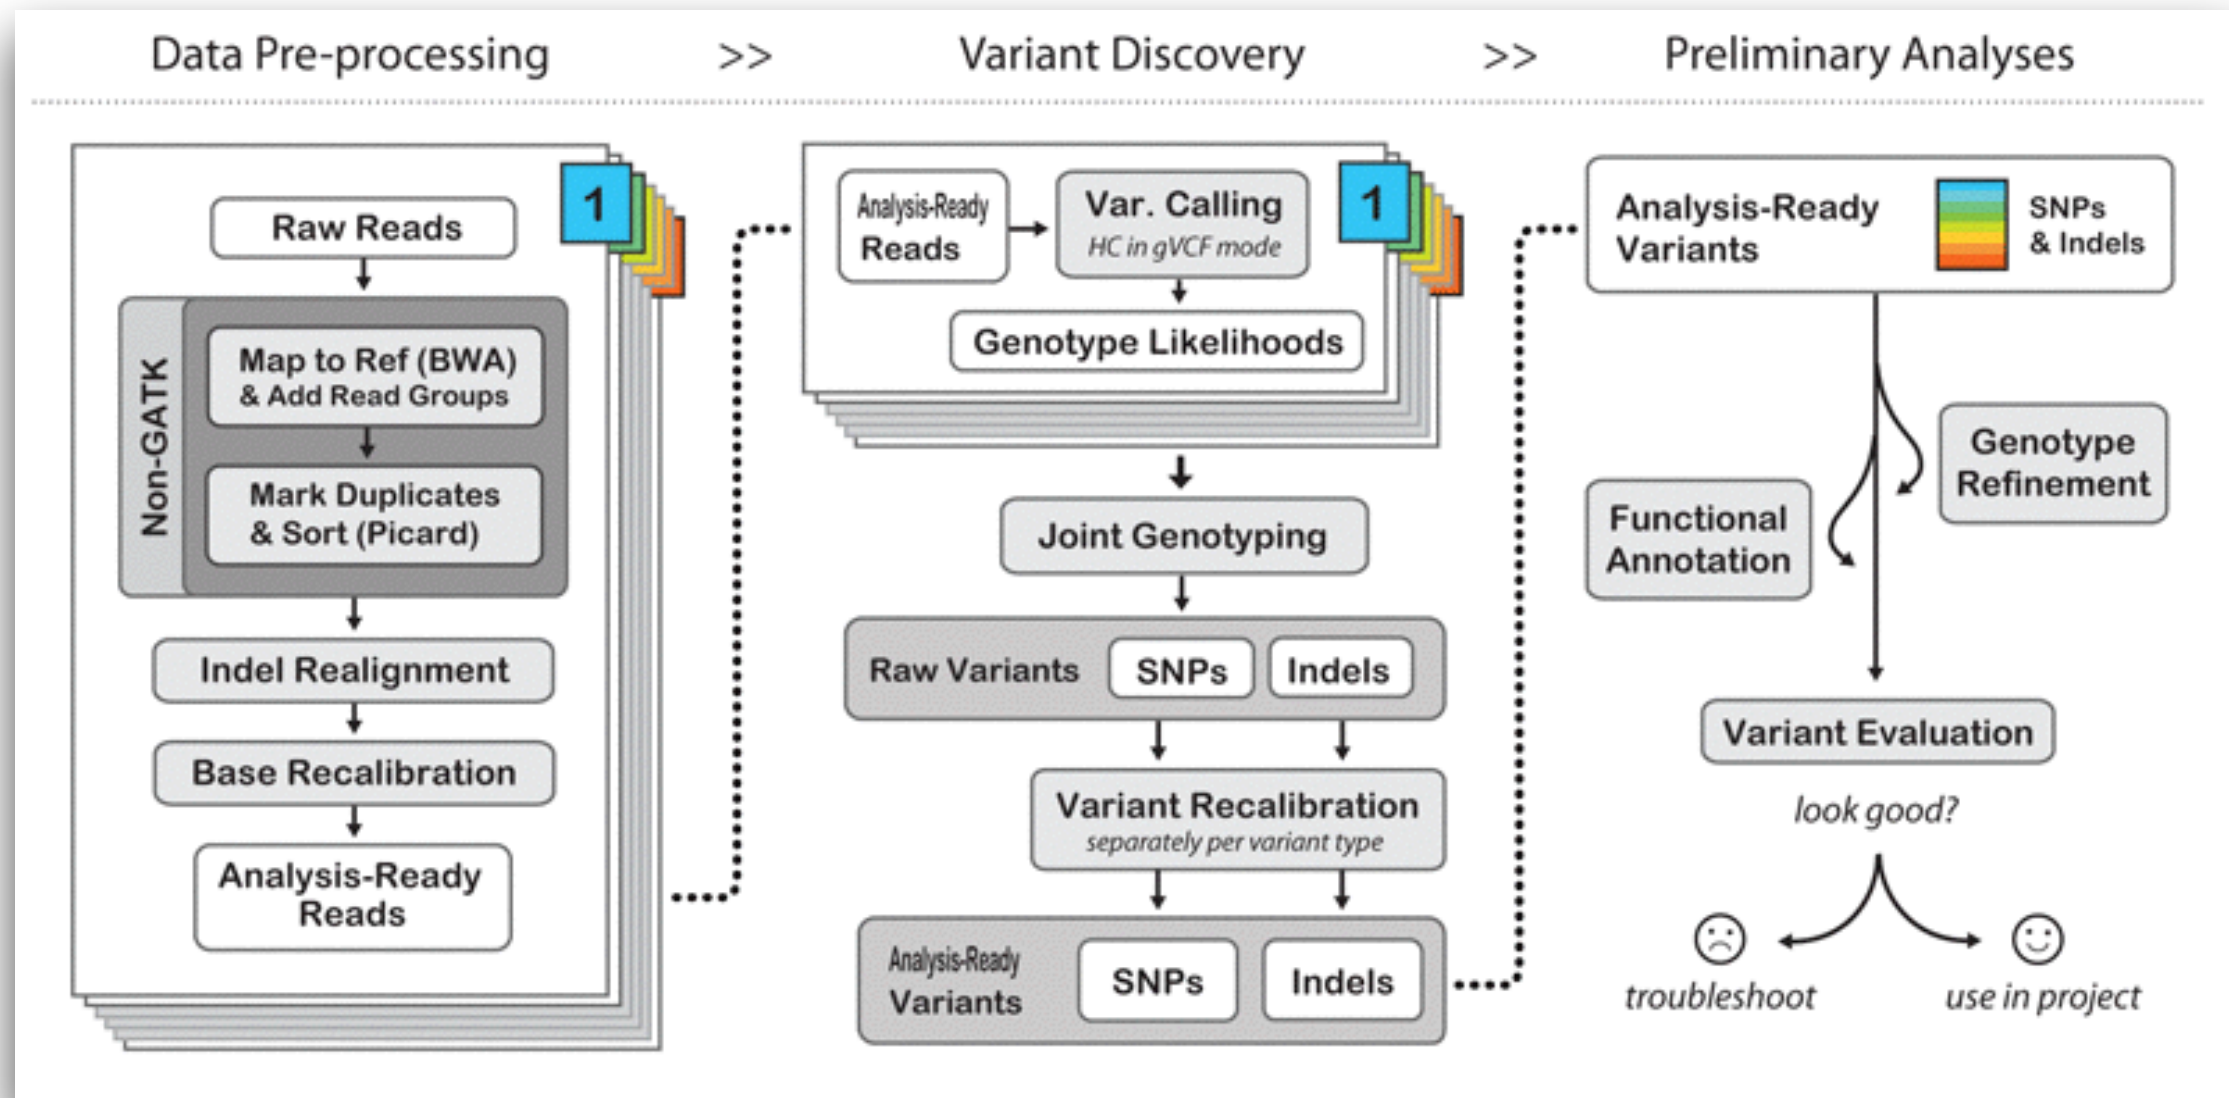 Data Pre-processing >> Variant Discovery >> Preliminary Analyses
1
Raw Reads
Non-GATK
Map to Ref (BWA)
& Add Read Groups
Mark Duplicates
& Sort (Picard)
Indel Realignment
Base Recalibration
Analysis-Ready
Reads
1
Analysis-Ready
Reads
Var. Calling
HC in gVCF mode
Genotype Likelihoods
Joint Genotyping
Raw Variants
SNPs
Indels
Variant Recalibration
separately per variant type
Analysis-Ready
Variants
SNPs
Indels
Analysis-Ready
Variants
SNPs
& Indels
Genotype
Refinement
Functional
Annotation
Variant Evaluation
look good?
troubleshoot
use in project